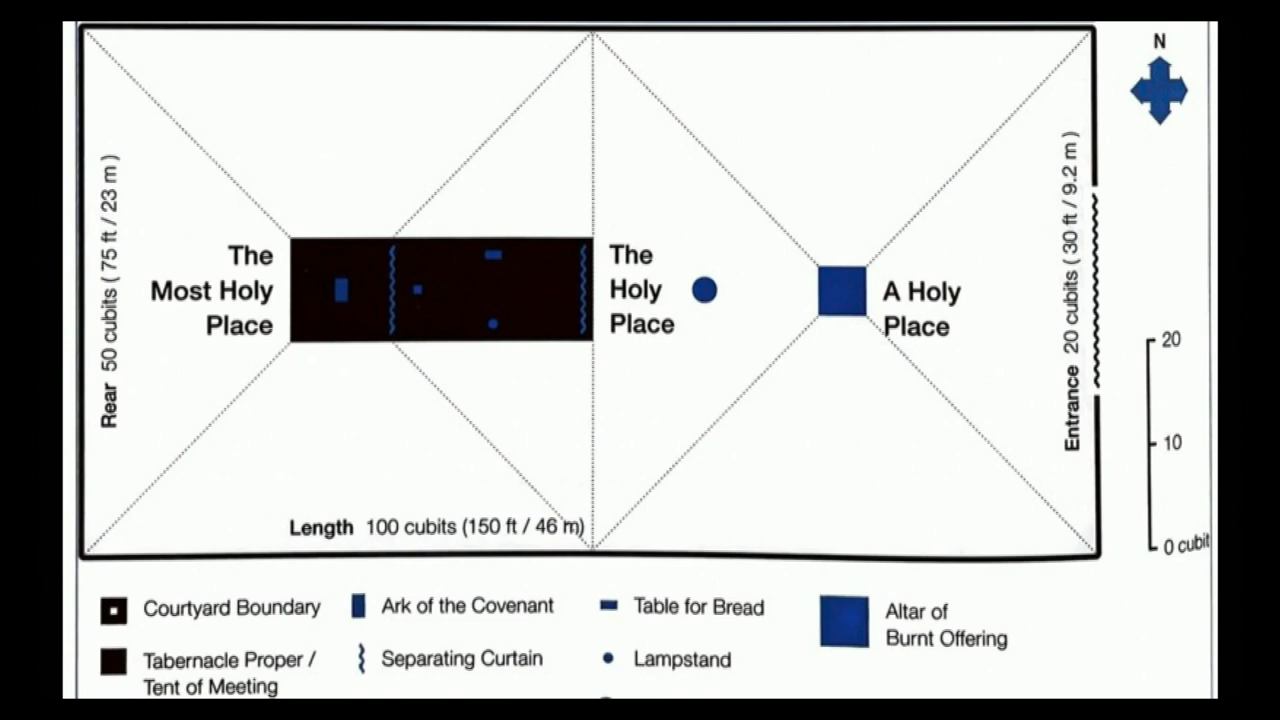 N
Rear 50 cubits ( 75 ft / 23 m )
The
Most Holy
Place
The
Holy
Place
A Holy
Place
Entrance 20 cubits ( 30 ft / 9.2 m )
20
10
0 cubit
Length 100 cubits (150 ft / 46 m)
Courtyard Boundary
Ark of the Covenant
Table for Bread
Altar of
Burnt Offering
Tabernacle Proper /
Tent of Meeting
Separating Curtain
Lampstand